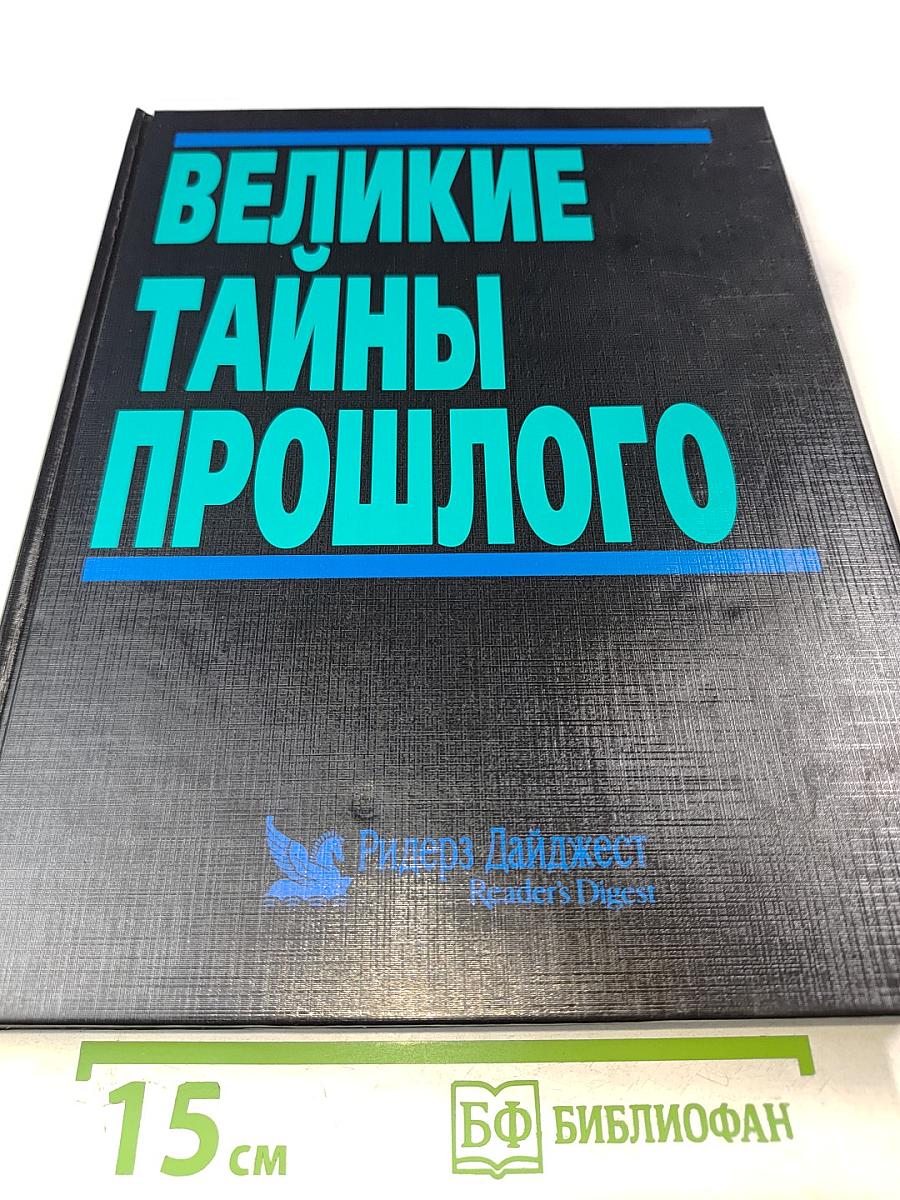 ВЕЛИКИЕ
ТАЙНЫ
ПРОШЛОГО
Ридерз Дайджест
Reader's Digest
15 см
БФ БИБЛИОФАН